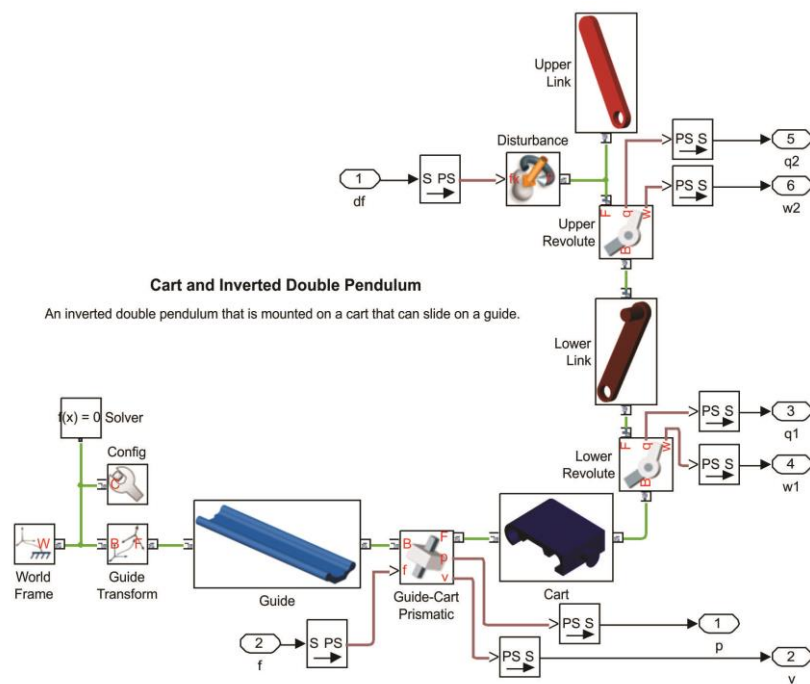 Upper
Link
Disturbance
PS S
5
q2
1
df
S PS
fx
PS S
6
w2
F
q
w
B
Upper
Revolute
Cart and Inverted Double Pendulum
An inverted double pendulum that is mounted on a cart that can slide on a guide.
Lower
Link
f(x) = 0 Solver
Config
C
PS S
3
q1
F
q
w
B
Lower
Revolute
PS S
4
w1
W
World
Frame
B
F
Guide
Transform
Guide
B
F
p
f
v
Guide-Cart
Prismatic
Cart
2
f
S PS
PS S
1
p
PS S
2
v